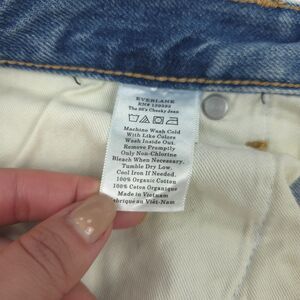 EVERLANE
The 90's Cheeky Jean
Machine Wash Cold
With Like Colors
Wash Inside Out.
Remove Promptly
Only Non-Chlorine
Bleach When Necessary.
Tumble Dry Low,
Cool Iron If Needed.
100% Organic Cotton
100% Coton Organique
Made in Vietnam
Fabriqué au Viêt-Nam